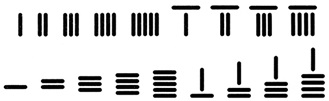 𝍠 𝍡 𝍢 𝍣 𝍤 𝍥 𝍦 𝍧 𝍨
𝍩 𝍪 𝍫 𝍬 𝍭 𝍮 𝍯 𝍰 𝍱